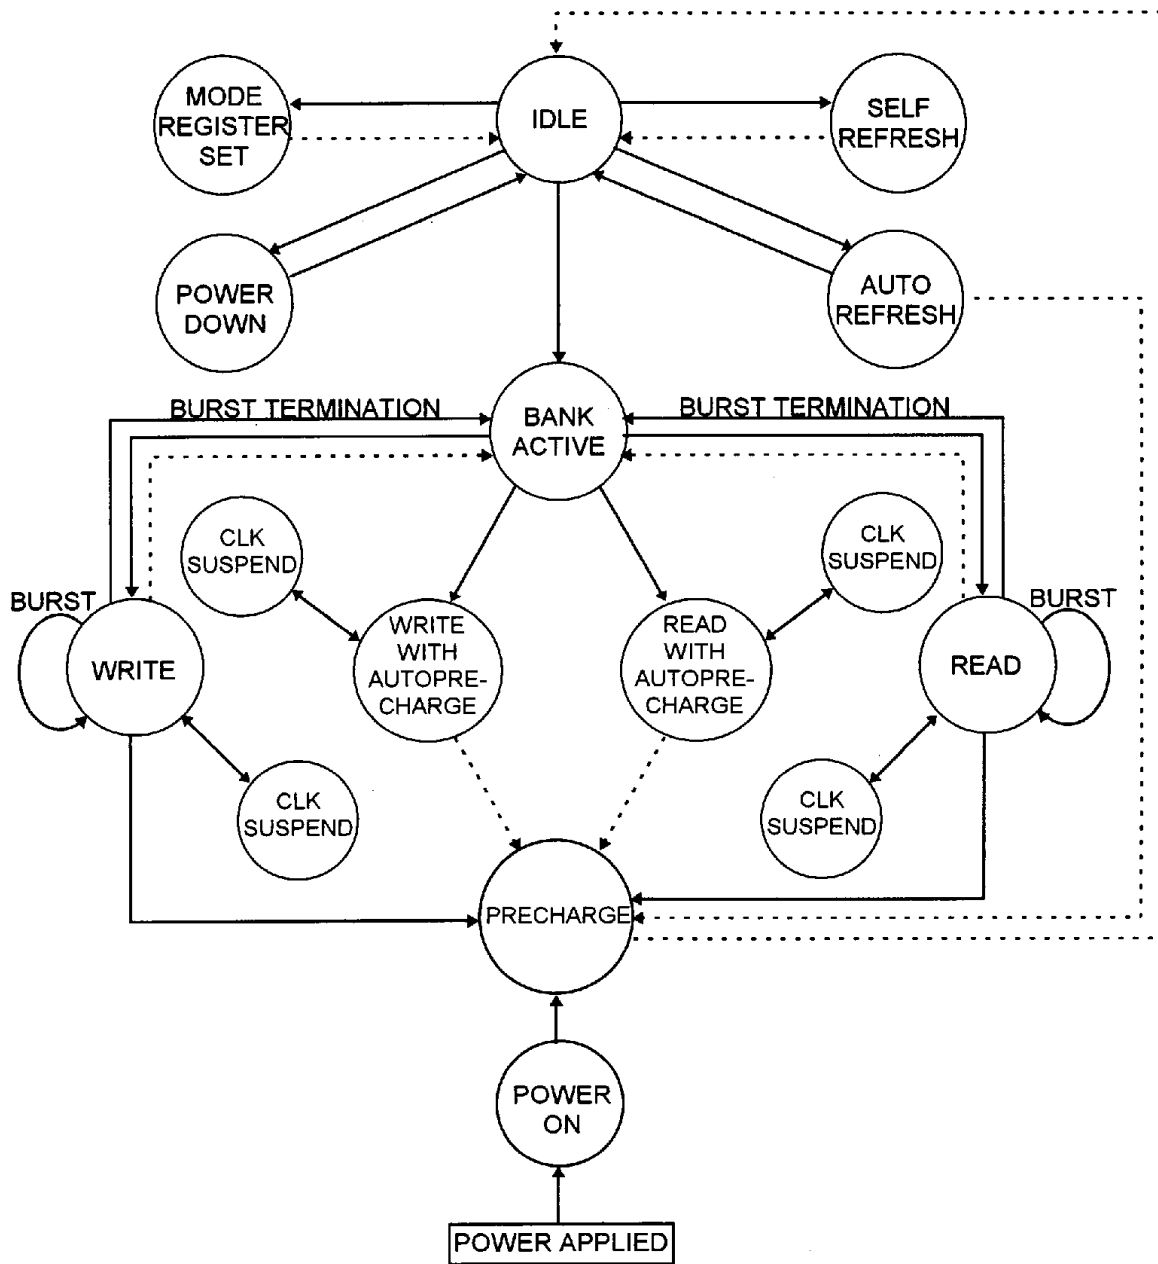 MODE
REGISTER
SET
IDLE
SELF
REFRESH
POWER
DOWN
AUTO
REFRESH
BURST TERMINATION
BANK
ACTIVE
BURST TERMINATION
CLK
SUSPEND
CLK
SUSPEND
BURST
WRITE
WRITE
WITH
AUTOPRE-
CHARGE
READ
WITH
AUTOPRE-
CHARGE
READ
BURST
CLK
SUSPEND
CLK
SUSPEND
PRECHARGE
POWER
ON
POWER APPLIED